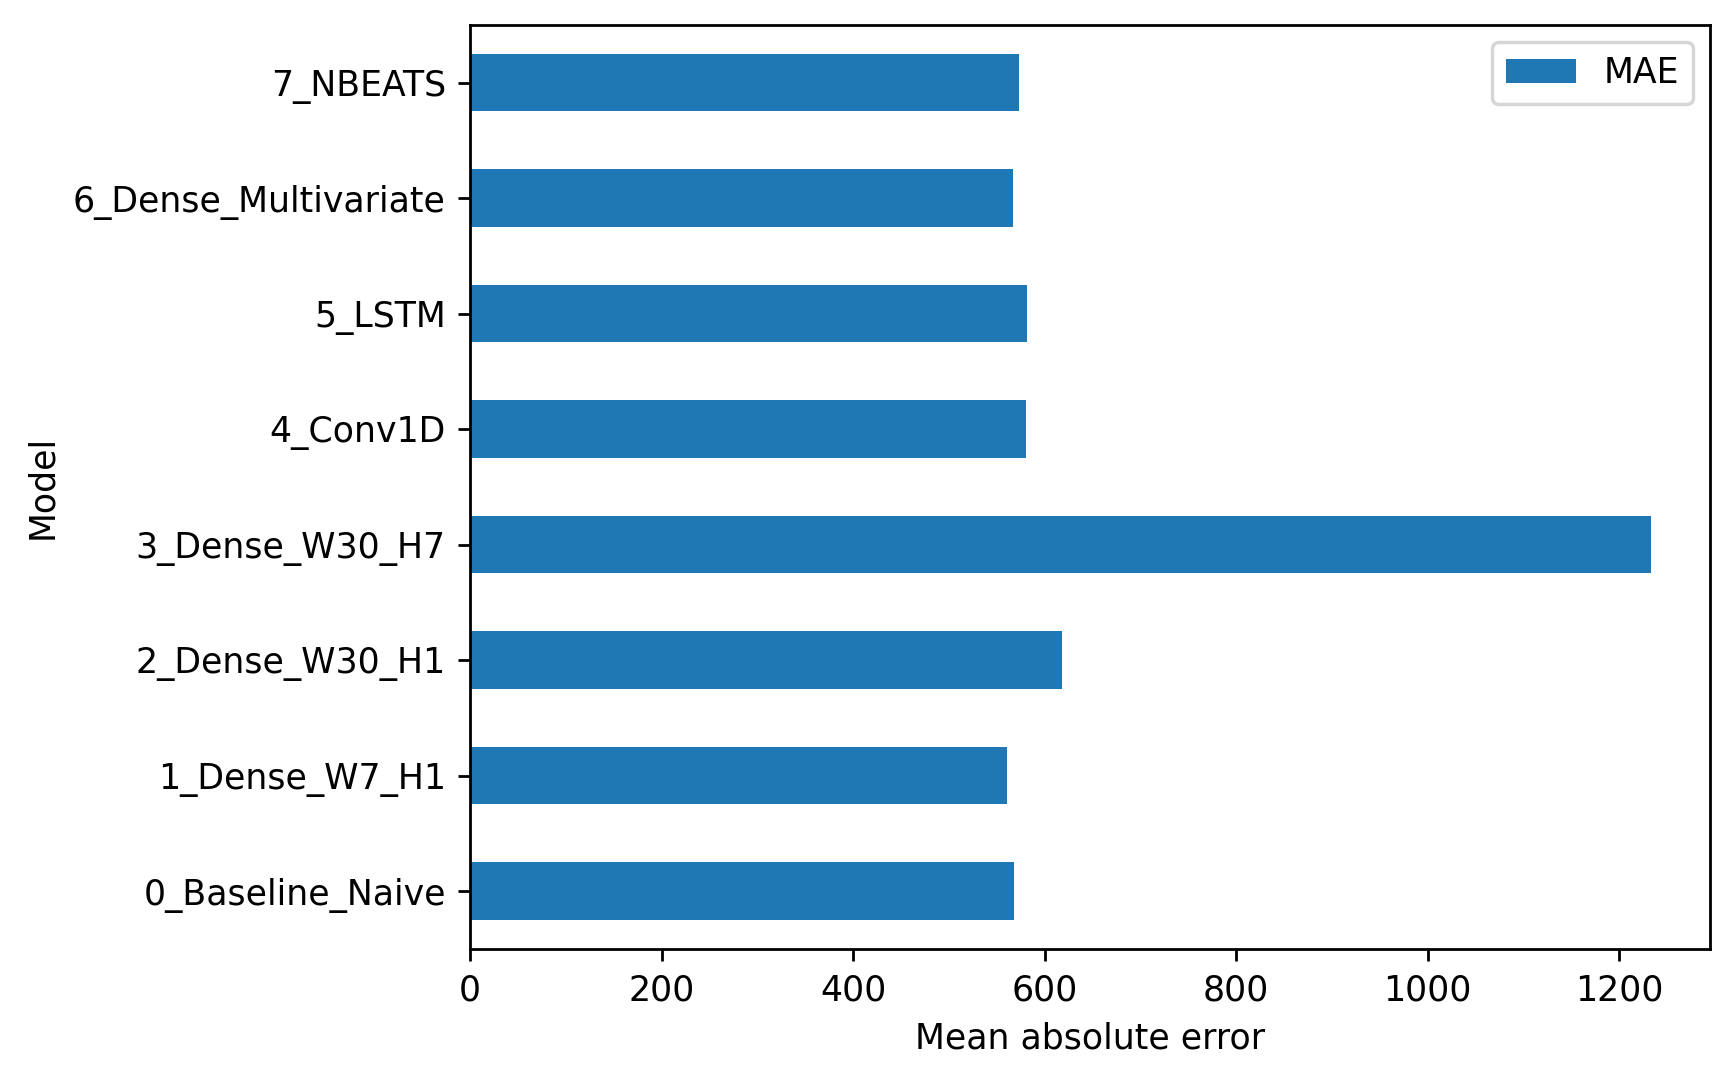 MAE
7_NBEATS
6_Dense_Multivariate
5_LSTM
4_Conv1D
3_Dense_W30_H7
2_Dense_W30_H1
1_Dense_W7_H1
0_Baseline_Naive
Model
0 200 400 600 800 1000 1200
Mean absolute error